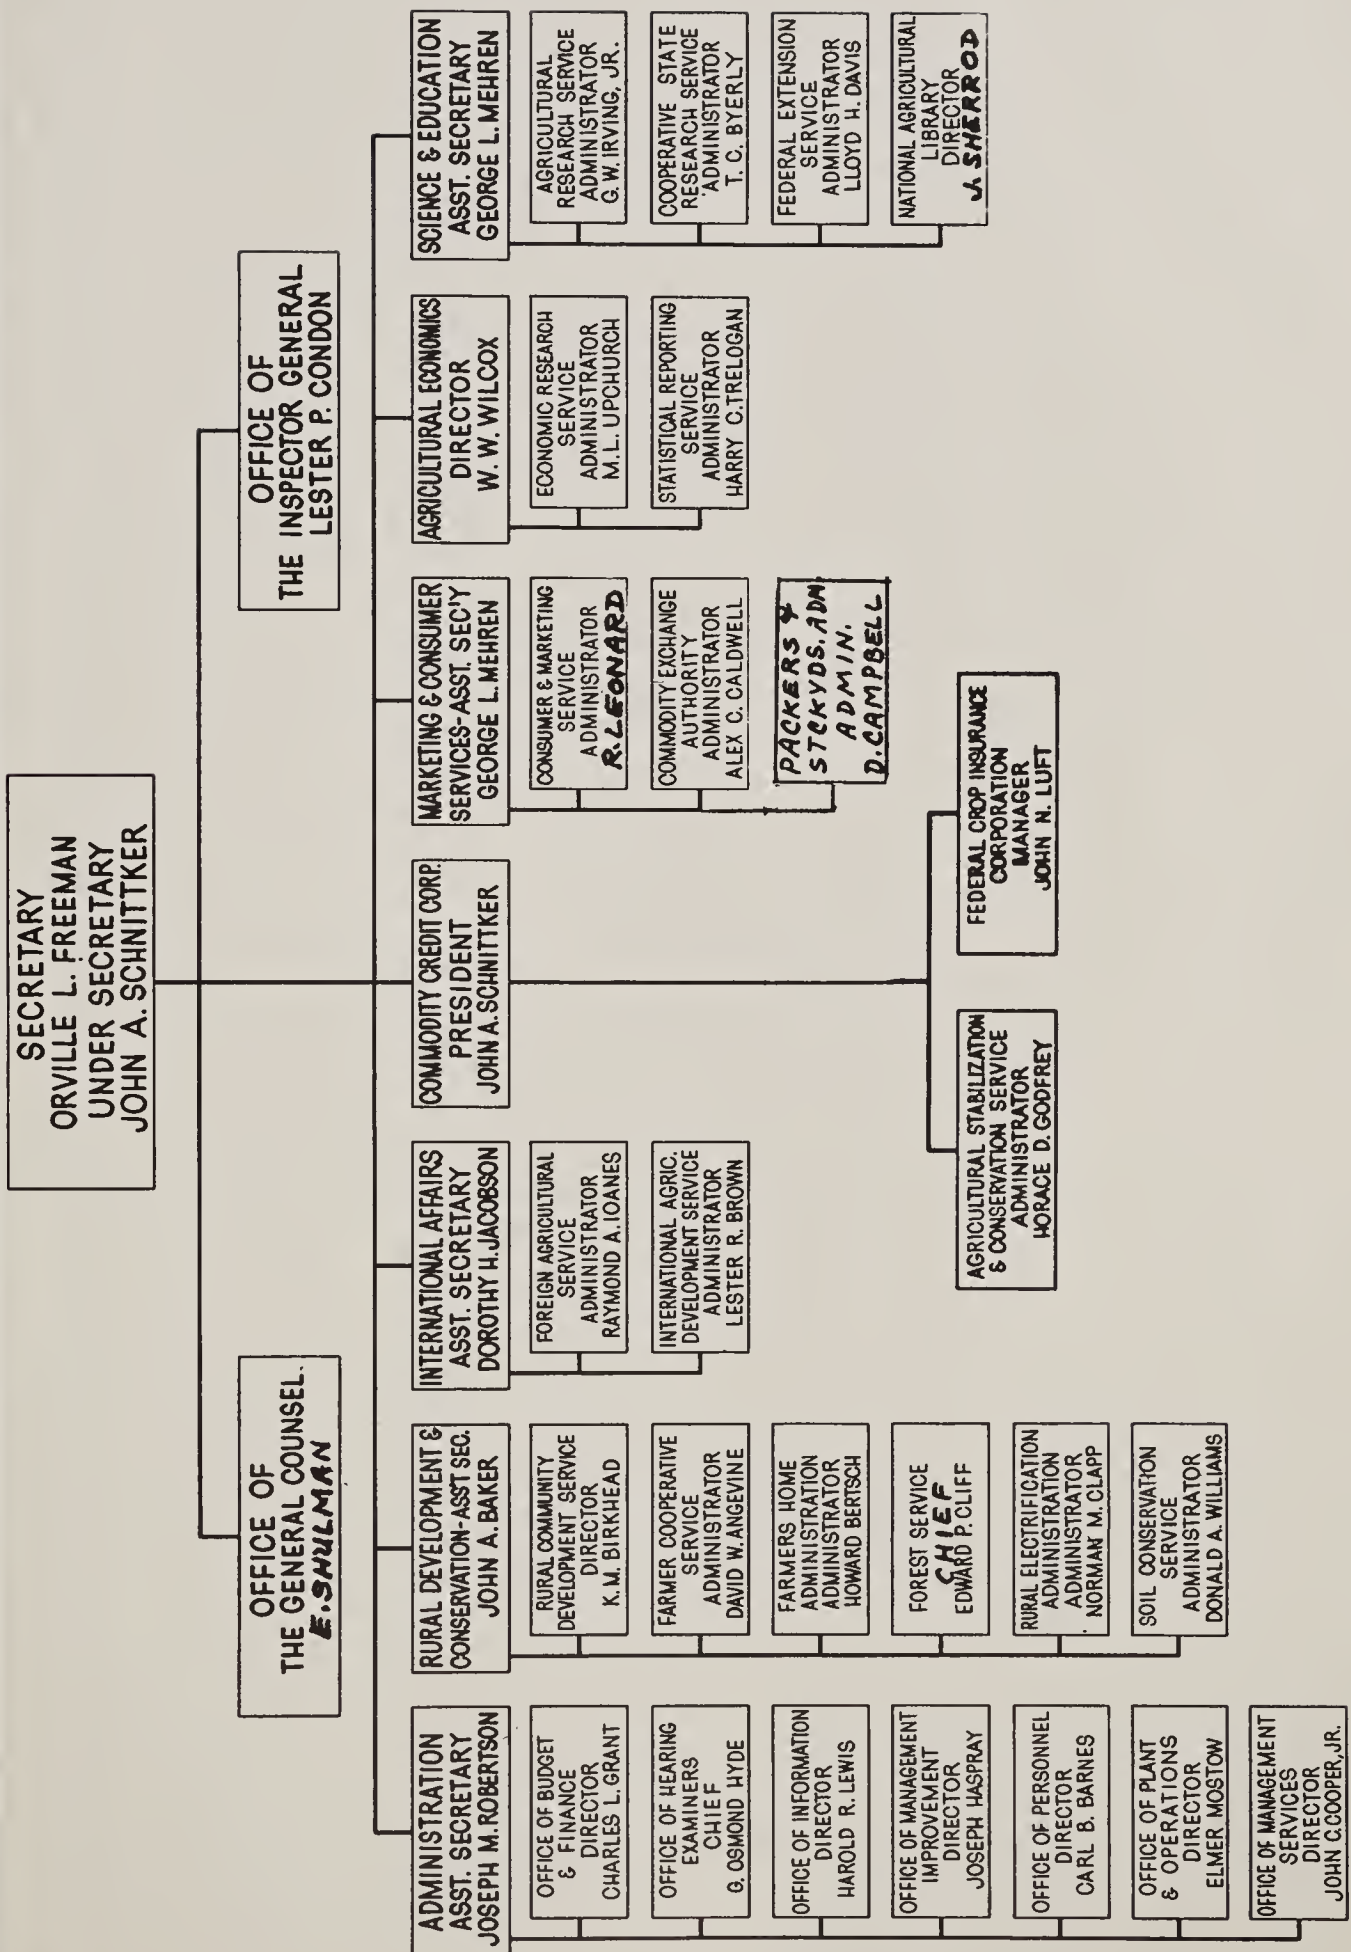 SECRETARY
ORVILLE L. FREEMAN
UNDER SECRETARY
JOHN A. SCHNITTKER
OFFICE OF
THE GENERAL COUNSEL.
E. SHULMAN
OFFICE OF
THE INSPECTOR GENERAL
LESTER P. CONDON
ADMINISTRATION
ASST. SECRETARY
JOSEPH M. ROBERTSON
OFFICE OF BUDGET
& FINANCE
DIRECTOR
CHARLES L. GRANT
OFFICE OF HEARING
EXAMINERS
CHIEF
G. OSMOND HYDE
OFFICE OF INFORMATION
DIRECTOR
HAROLD R. LEWIS
OFFICE OF MANAGEMENT
IMPROVEMENT
DIRECTOR
JOSEPH HASPRAY
OFFICE OF PERSONNEL
DIRECTOR
CARL B. BARNES
OFFICE OF PLANT
& OPERATIONS
DIRECTOR
ELMER MOSTOW
OFFICE OF MANAGEMENT
SERVICES
DIRECTOR
JOHN C. COOPER, JR.
RURAL DEVELOPMENT &
CONSERVATION-ASST SEC.
JOHN A. BAKER
RURAL COMMUNITY
DEVELOPMENT SERVICE
DIRECTOR
K. M. BIRKHEAD
FARMER COOPERATIVE
SERVICE
ADMINISTRATOR
DAVID W. ANGEVINE
FARMERS HOME
ADMINISTRATION
ADMINISTRATOR
HOWARD BERTSCH
FOREST SERVICE
CHIEF
EDWARD P. CLIFF
RURAL ELECTRIFICATION
ADMINISTRATION
ADMINISTRATOR
NORMAN M. CLAPP
SOIL CONSERVATION
SERVICE
ADMINISTRATOR
DONALD A. WILLIAMS
INTERNATIONAL AFFAIRS
ASST. SECRETARY
DOROTHY H. JACOBSON
FOREIGN AGRICULTURAL
SERVICE
ADMINISTRATOR
RAYMOND A. IOANES
INTERNATIONAL AGRIC.
DEVELOPMENT SERVICE
ADMINISTRATOR
LESTER R. BROWN
COMMODITY CREDIT CORP.
PRESIDENT
JOHN A. SCHNITTKER
AGRICULTURAL STABILIZATION
& CONSERVATION SERVICE
ADMINISTRATOR
HORACE D. GODFREY
FEDERAL CROP INSURANCE
CORPORATION
MANAGER
JOHN N. LUFT
MARKETING & CONSUMER
SERVICES-ASST. SEC'Y
GEORGE L. MEHREN
CONSUMER & MARKETING
SERVICE
ADMINISTRATOR
R. LEONARD
COMMODITY EXCHANGE
AUTHORITY
ADMINISTRATOR
ALEX C. CALDWELL
PACKERS &
STCKYDS. ADM.
ADMIN.
D. CAMPBELL
AGRICULTURAL ECONOMICS
DIRECTOR
W. W. WILCOX
ECONOMIC RESEARCH
SERVICE
ADMINISTRATOR
M. L. UPCHURCH
STATISTICAL REPORTING
SERVICE
ADMINISTRATOR
HARRY C. TRELOGAN
SCIENCE & EDUCATION
ASST. SECRETARY
GEORGE L. MEHREN
AGRICULTURAL
RESEARCH SERVICE
ADMINISTRATOR
G. W. IRVING, JR.
COOPERATIVE STATE
RESEARCH SERVICE
ADMINISTRATOR
T. C. BYERLY
FEDERAL EXTENSION
SERVICE
ADMINISTRATOR
LLOYD H. DAVIS
NATIONAL AGRICULTURAL
LIBRARY
DIRECTOR
J. SHERROD